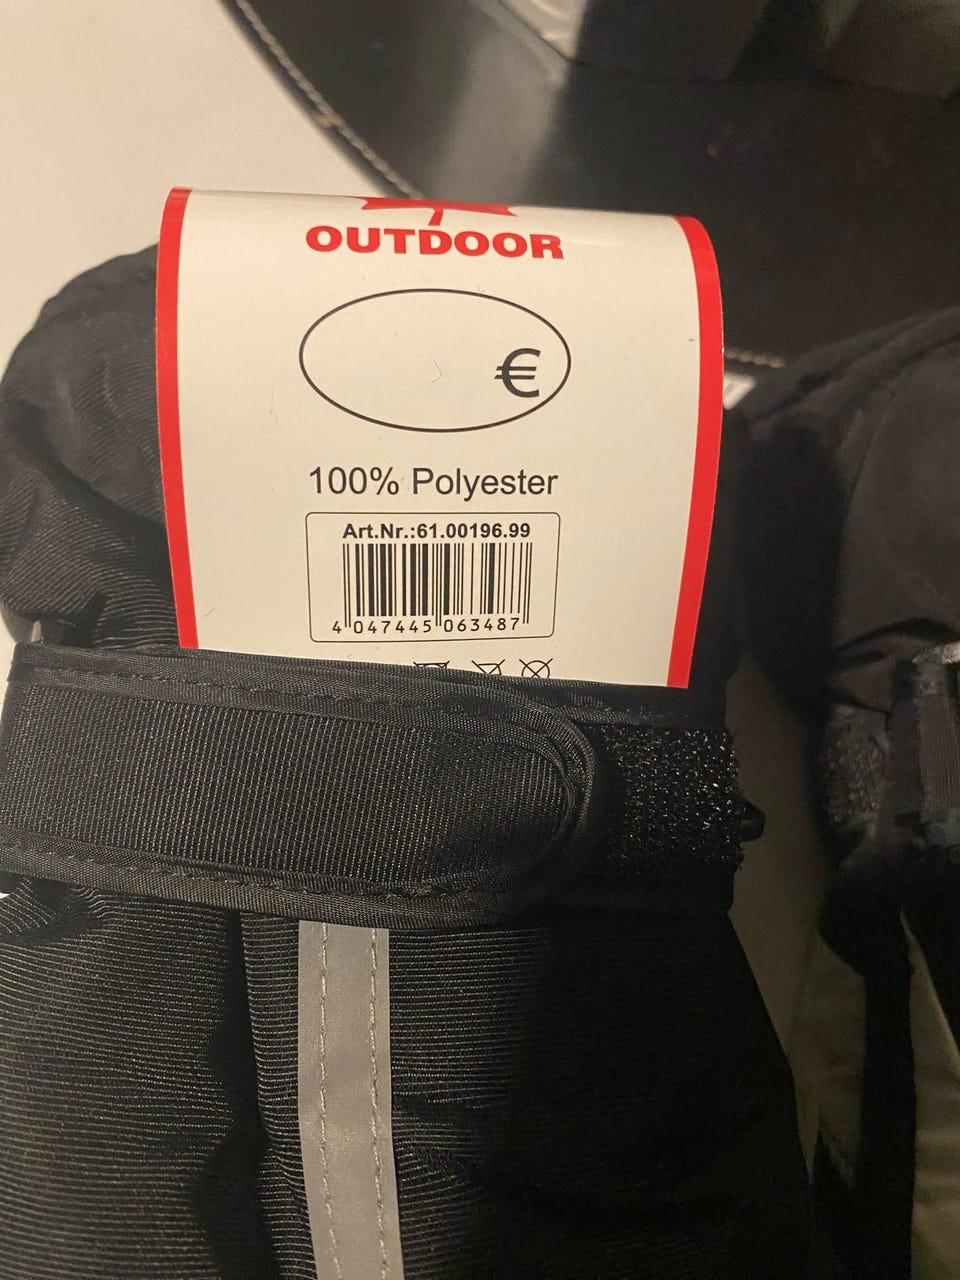 OUTDOOR
€
100% Polyester
Art.Nr.:61.00196.99
4 047445 063487